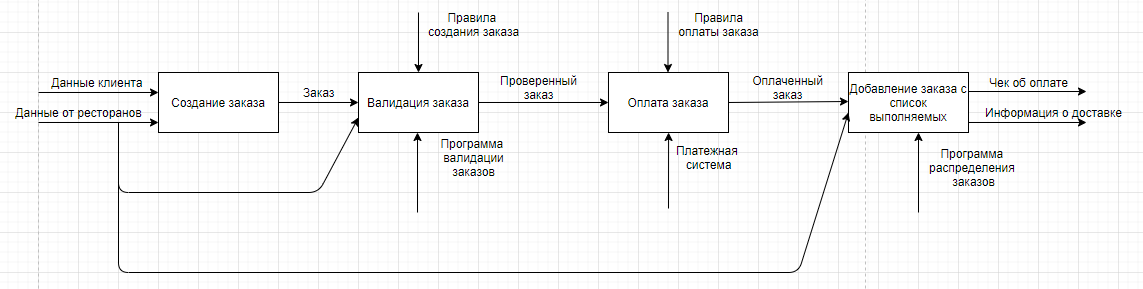 Правила
создания заказа
Правила
оплаты заказа
Данные клиента
Данные от ресторанов
Создание заказа
Заказ
Валидация заказа
Проверенный
заказ
Оплата заказа
Оплаченный
заказ
Добавление заказа с
список
выполняемых
Чек об оплате
Информация о доставке
Программа
валидации
заказов
Платежная
система
Программа
распределения
заказов